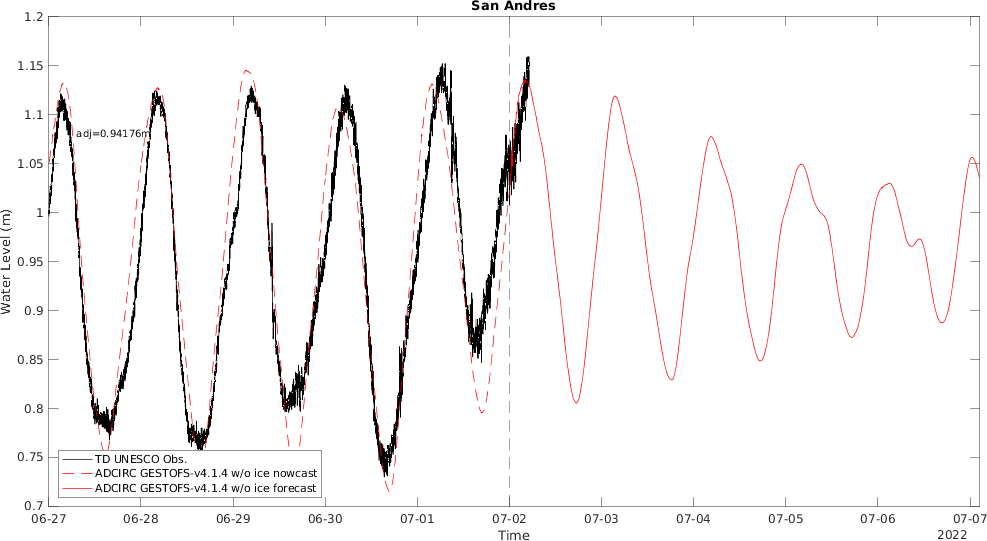 San Andres
1.2
1.15
1.1
1.05
1
0.95
0.9
0.85
0.8
0.75
0.7
Water Level (m)
adj=0.94176m
TD UNESCO Obs.
ADCIRC GESTOFS-v4.1.4 w/o ice nowcast
ADCIRC GESTOFS-v4.1.4 w/o ice forecast
06-27 06-28 06-29 06-30 07-01 07-02 07-03 07-04 07-05 07-06 07-07
Time
2022